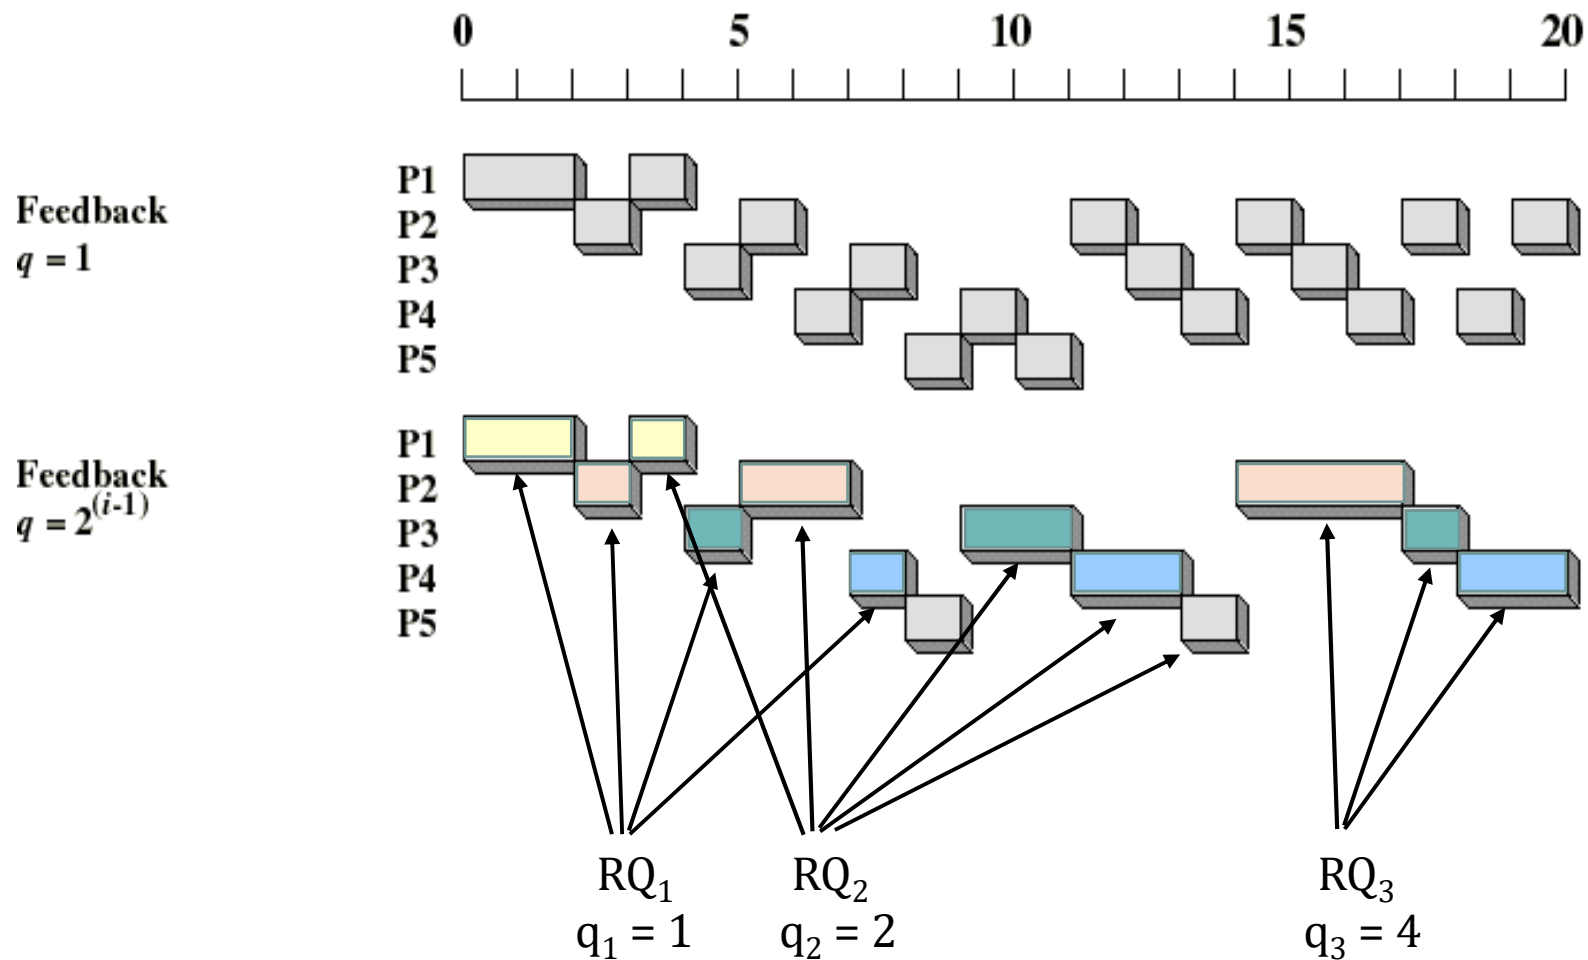 0 5 10 15 20
Feedback
q = 1
P1
P2
P3
P4
P5
Feedback
q = 2^(i-1)
P1
P2
P3
P4
P5
RQ₁
q₁ = 1
RQ₂
q₂ = 2
RQ₃
q₃ = 4